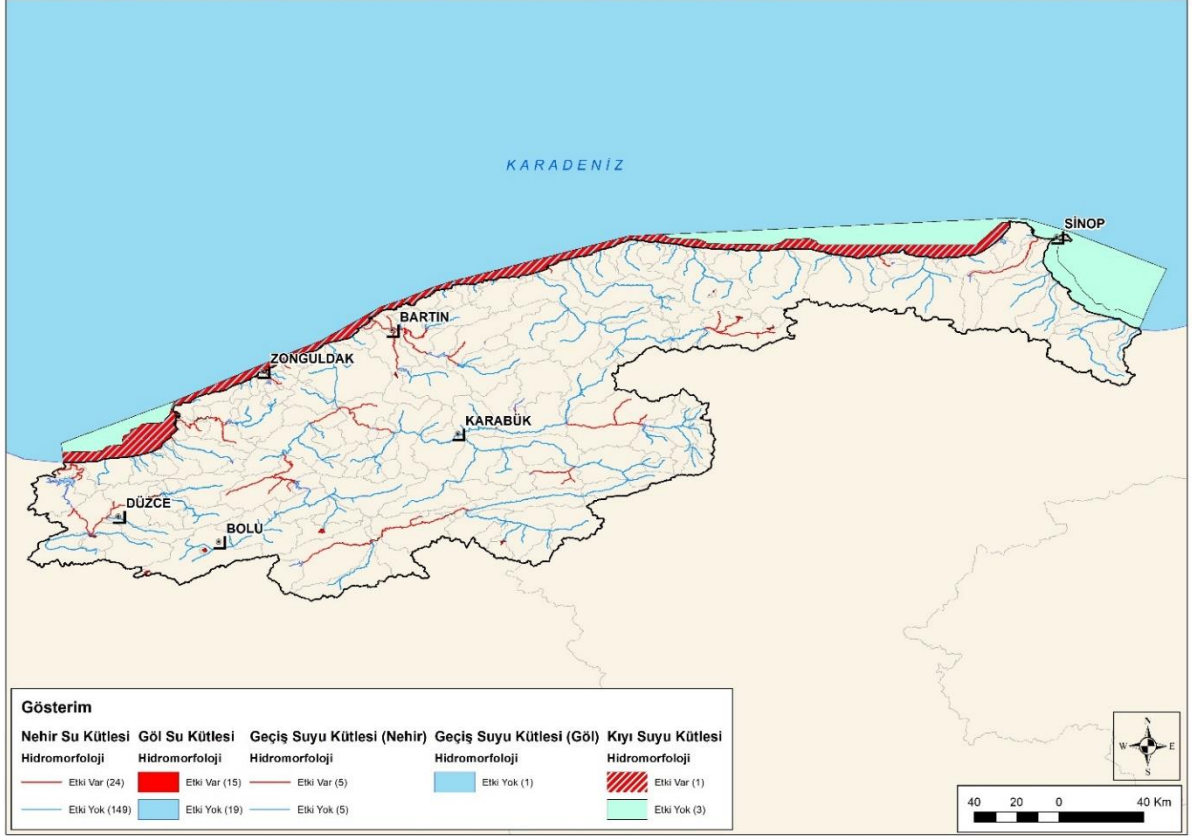 KARADENİZ
SİNOP
BARTIN
ZONGULDAK
KARABÜK
DÜZCE
BOLU
Gösterim
Nehir Su Kütlesi Göl Su Kütlesi Geçiş Suyu Kütlesi (Nehir) Geçiş Suyu Kütlesi (Göl) Kıyı Suyu Kütlesi
Hidromorfoloji Hidromorfoloji Hidromorfoloji Hidromorfoloji Hidromorfoloji
Etki Var (24) Etki Var (15) Etki Var (5) Etki Yok (1) Etki Var (1)
Etki Yok (149) Etki Yok (19) Etki Yok (5) Etki Yok (3)
N
W E
S
40 20 0 40 Km